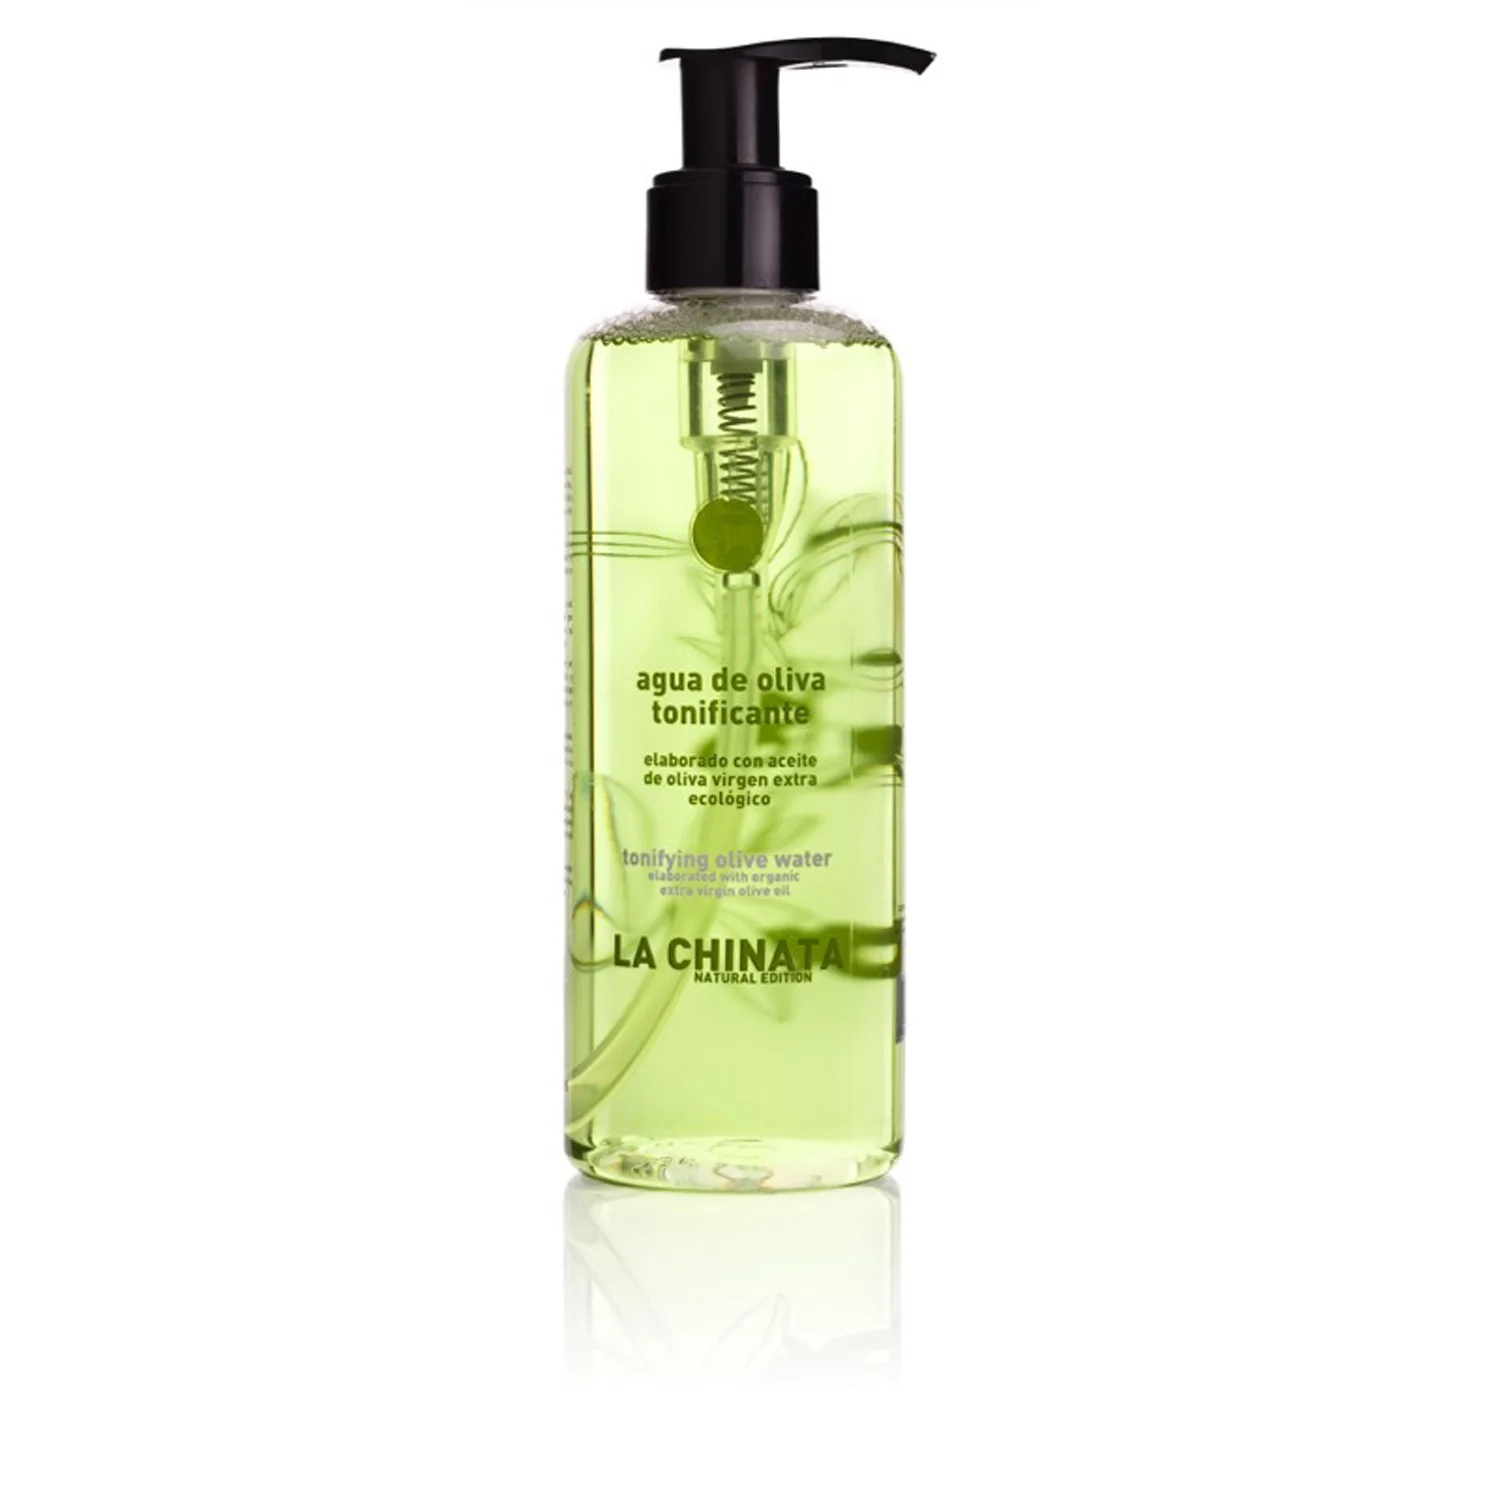 agua de oliva
tonificante
elaborado con aceite
de oliva virgen extra
ecológico
tonifying olive water
elaborated with organic
extra virgin olive oil
LA CHINATA
NATURAL EDITION